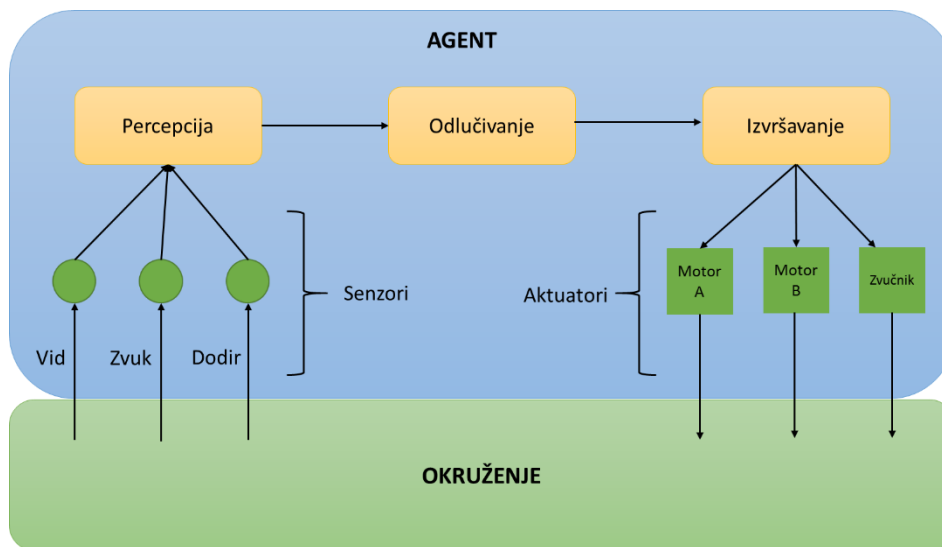 AGENT
Percepcija
Odlučivanje
Izvršavanje
Senzori
Aktuatori
Motor
A
Motor
B
Zvučnik
Vid
Zvuk
Dodir
OKRUŽENJE